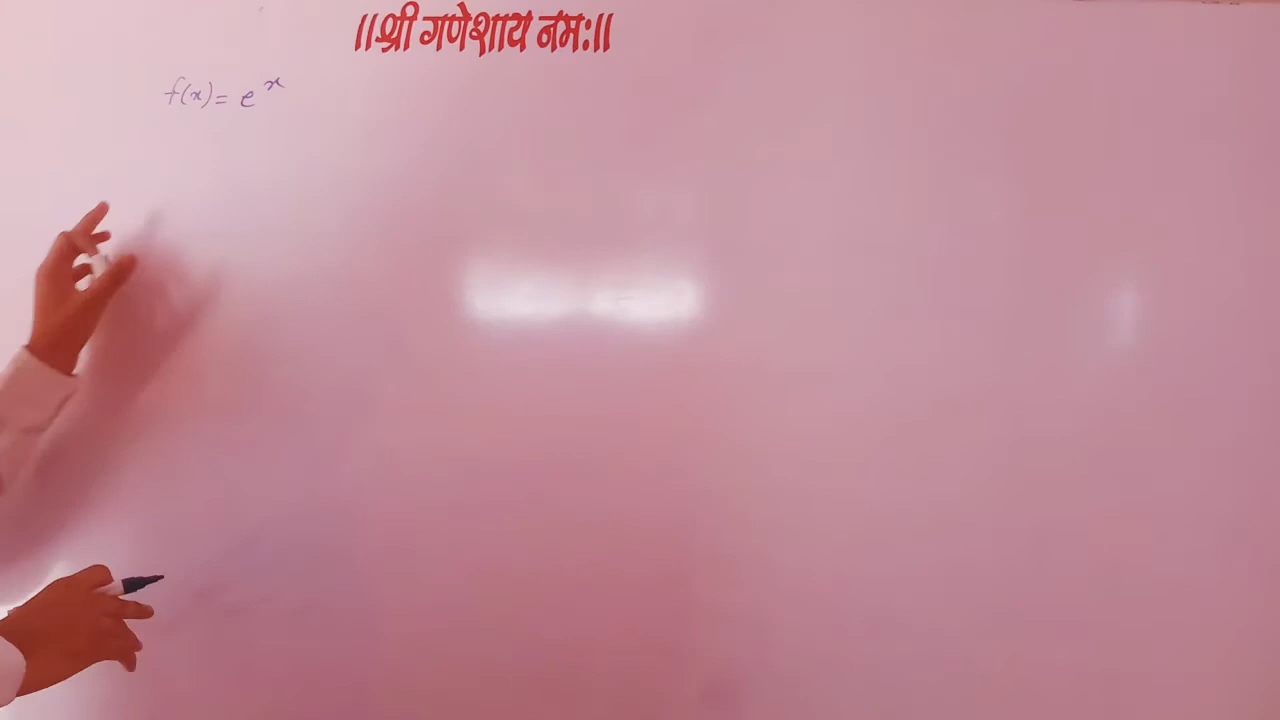 ॥श्री गणेशाय नमः॥
f(x) = e^x